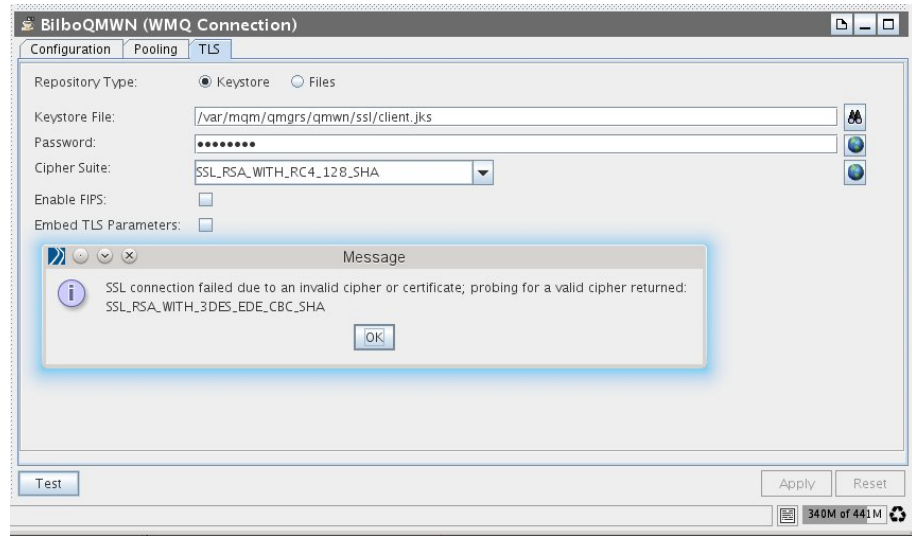 BilboQMWN (WMQ Connection)
Configuration Pooling TLS
Repository Type: Keystore Files
Keystore File: /var/mqm/qmgrs/qmwn/ssl/client.jks
Password: ••••••••
Cipher Suite: SSL_RSA_WITH_RC4_128_SHA
Enable FIPS:
Embed TLS Parameters:
Message
SSL connection failed due to an invalid cipher or certificate; probing for a valid cipher returned:
SSL_RSA_WITH_3DES_EDE_CBC_SHA
OK
Test Apply Reset
340M of 441M